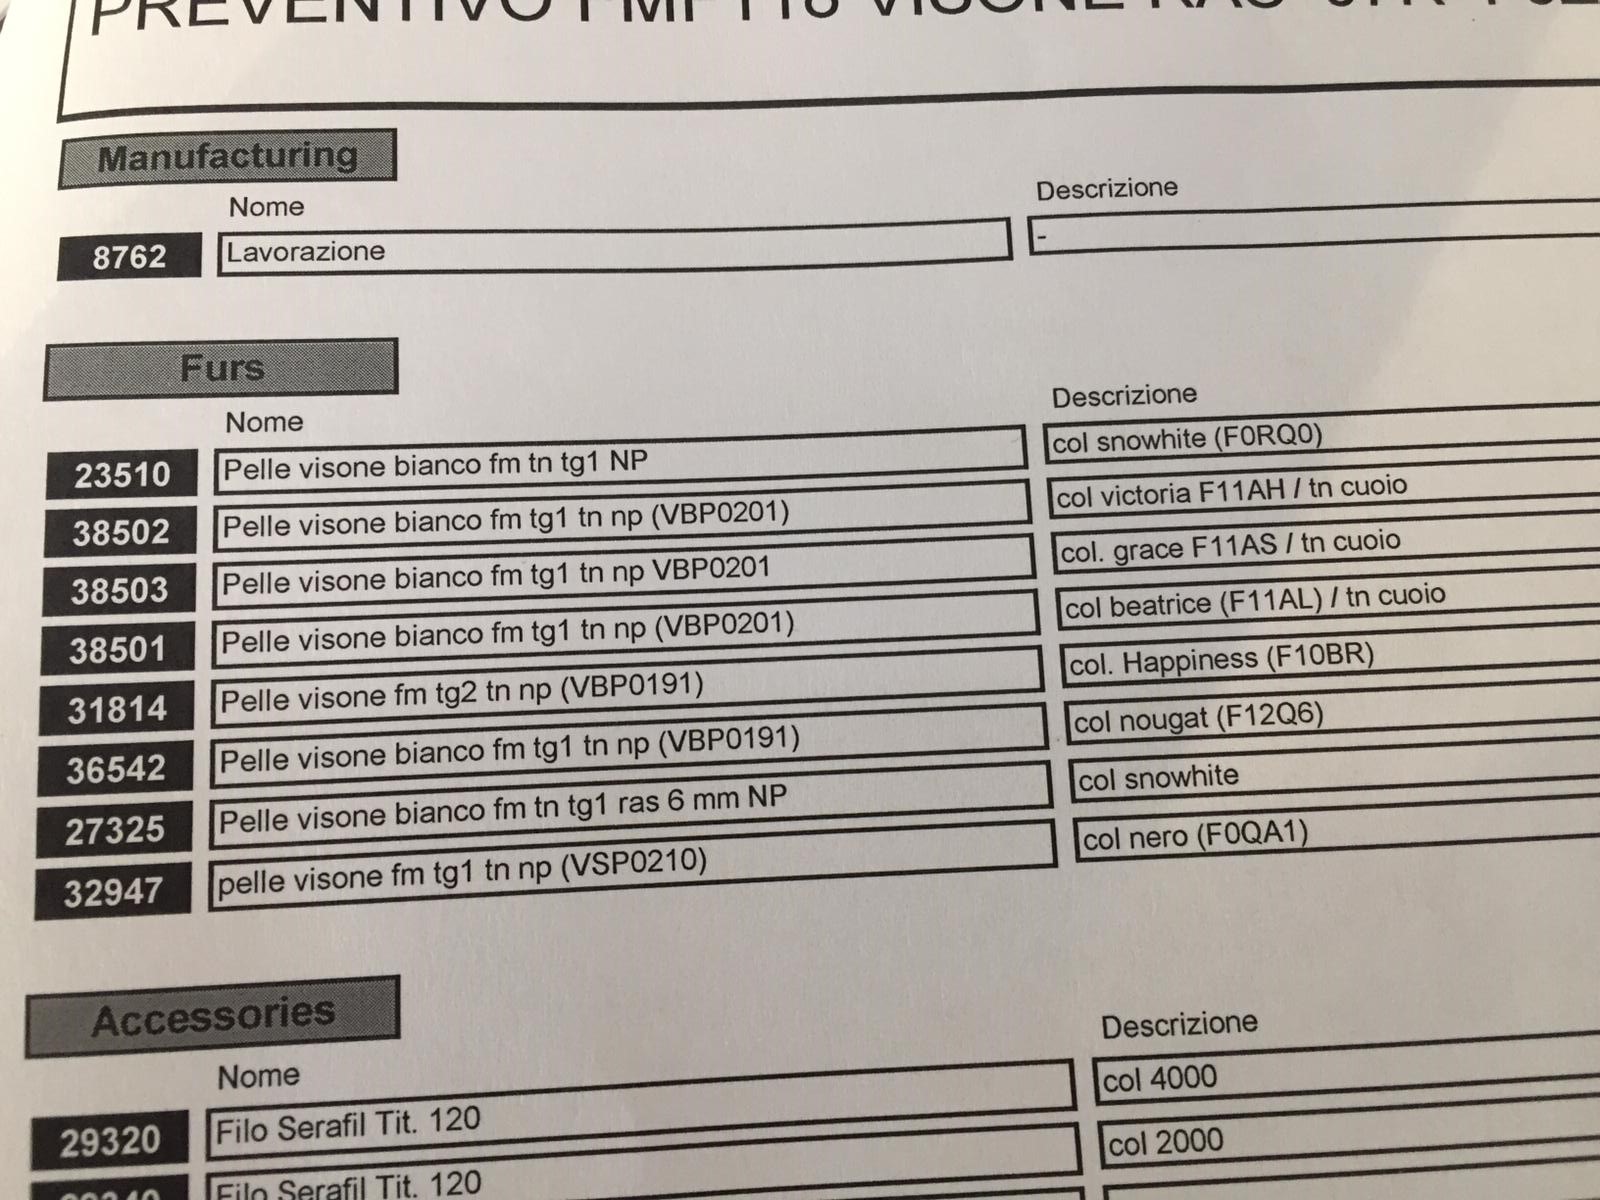 PREVENTIVO
Manufacturing
Nome Descrizione
8762 Lavorazione -
Furs
Nome Descrizione
23510 Pelle visone bianco fm tn tg1 NP col snowhite (F0RQ0)
38502 Pelle visone bianco fm tg1 tn np (VBP0201) col victoria F11AH / tn cuoio
38503 Pelle visone bianco fm tg1 tn np VBP0201 col. grace F11AS / tn cuoio
38501 Pelle visone bianco fm tg1 tn np (VBP0201) col beatrice (F11AL) / tn cuoio
31814 Pelle visone fm tg2 tn np (VBP0191) col. Happiness (F10BR)
36542 Pelle visone bianco fm tg1 tn np (VBP0191) col nougat (F12Q6)
27325 Pelle visone bianco fm tn tg1 ras 6 mm NP col snowhite
32947 pelle visone fm tg1 tn np (VSP0210) col nero (F0QA1)
Accessories
Nome Descrizione
29320 Filo Serafil Tit. 120 col 4000
Filo Serafil Tit. 120 col 2000